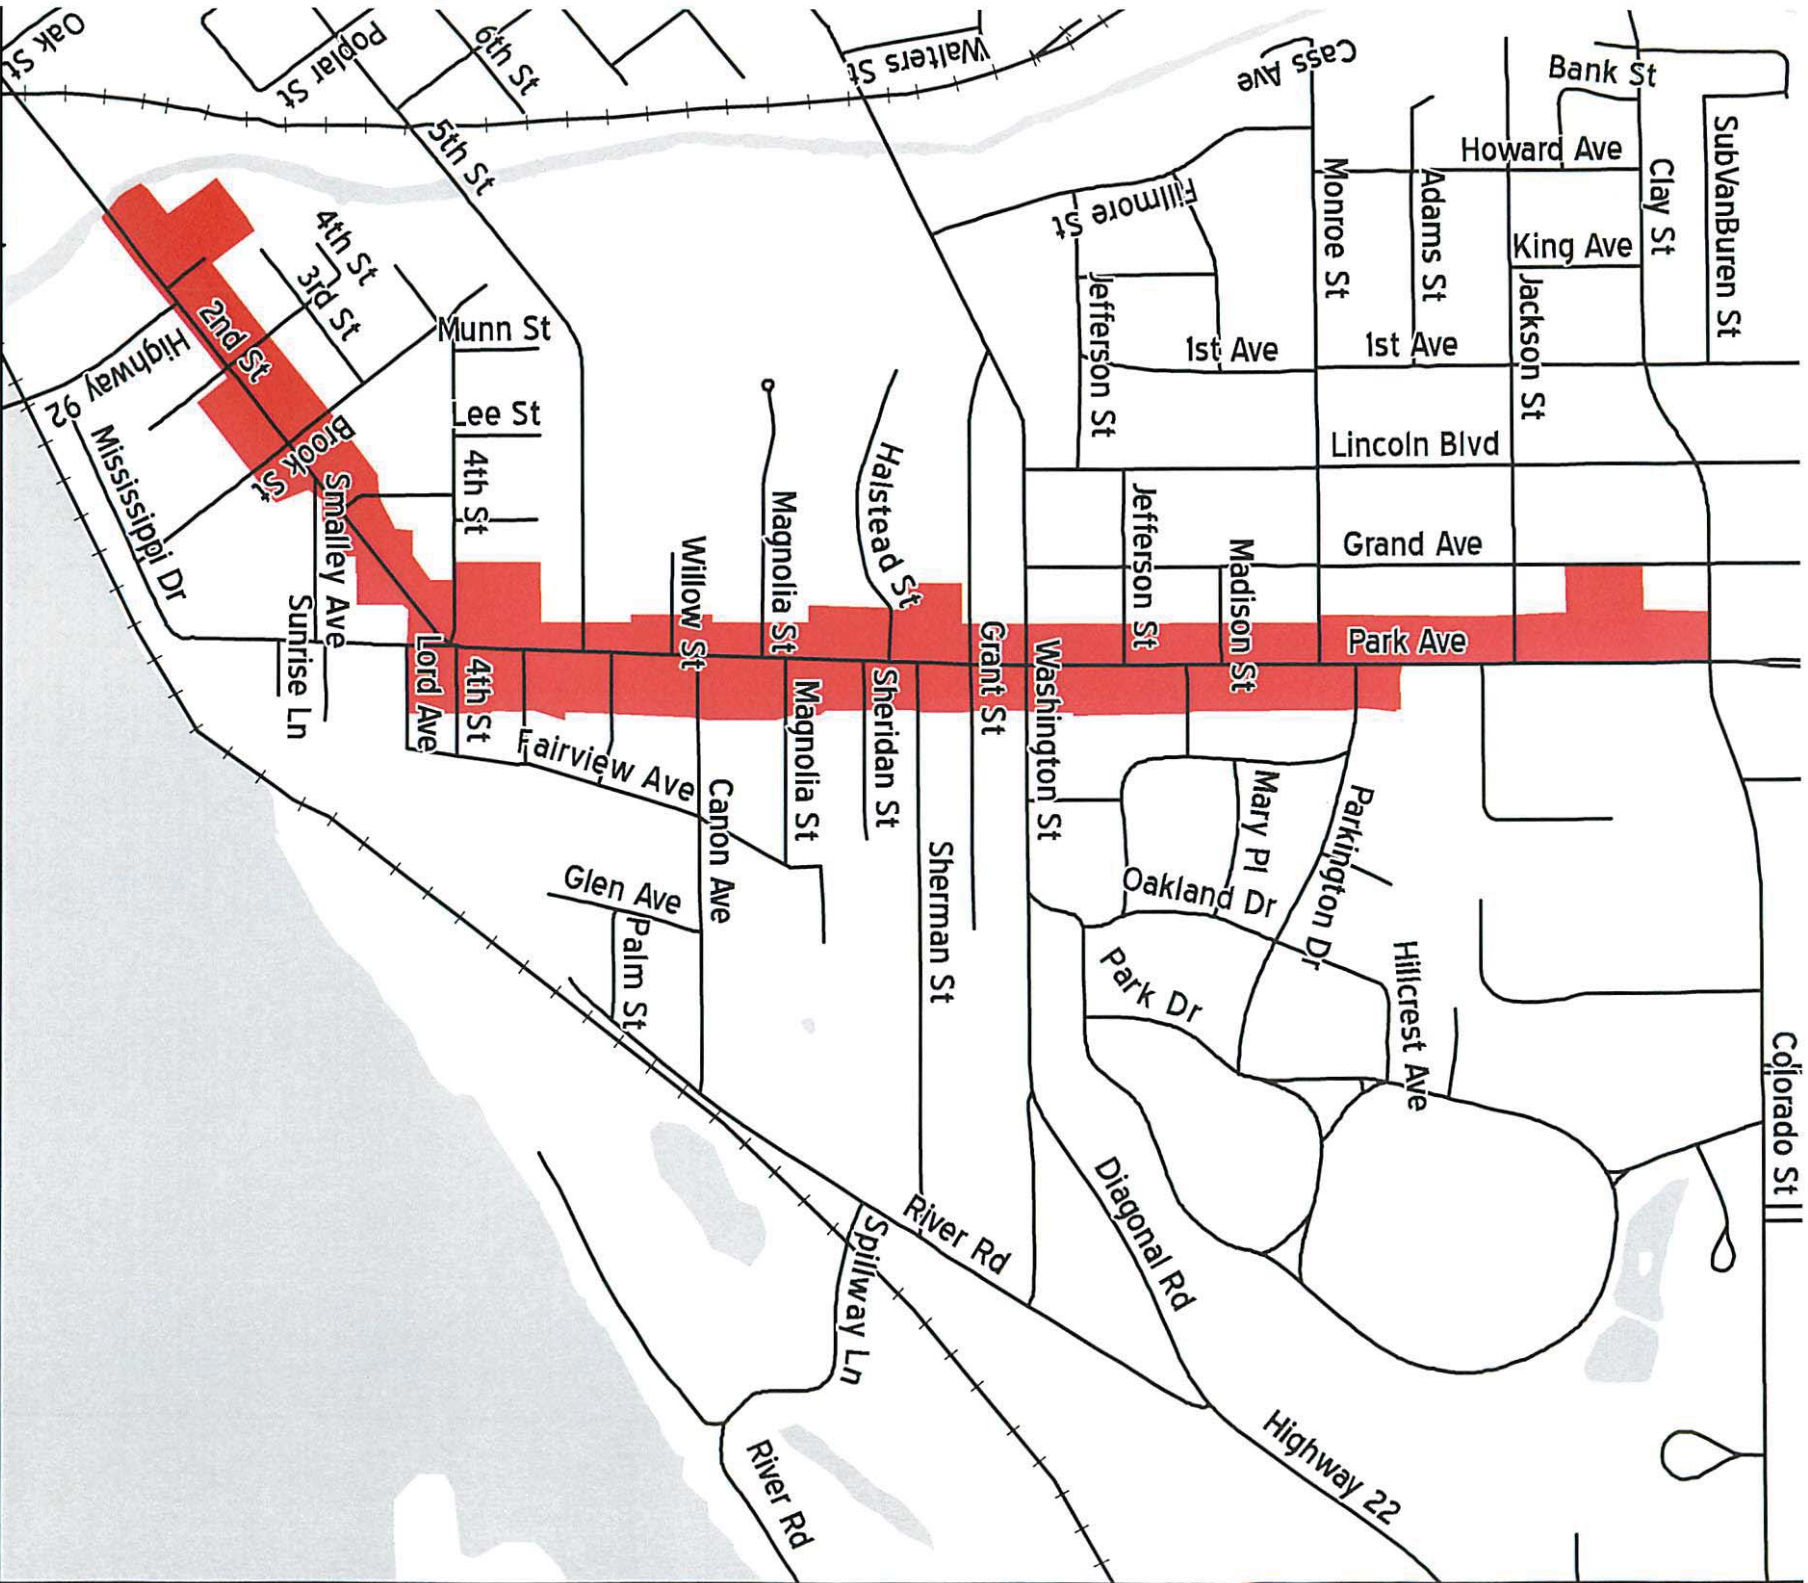 Oak St
Poplar St
6th St
Walters St
Cass Ave
Bank St
5th St
Howard Ave
SubVanBuren St
Clay St
Monroe St
Adams St
Fillmore St
King Ave
4th St
3rd St
2nd St
Munn St
Jefferson St
1st Ave
1st Ave
Jackson St
Highway 92
Lee St
Lincoln Blvd
Mississippi Dr
Brook St
4th St
Smalley Ave
Magnolia St
Halstead St
Jefferson St
Madison St
Grand Ave
Willow St
Sunrise Ln
Lord Ave
4th St
Grant St
Park Ave
Washington St
Magnolia St
Sheridan St
Fairview Ave
Canon Ave
Mary Pl
Parkington Dr
Sherman St
Glen Ave
Oakland Dr
Palm St
Park Dr
Hillcrest Ave
Colorado St
River Rd
Diagonal Rd
Spillway Ln
Highway 22
River Rd